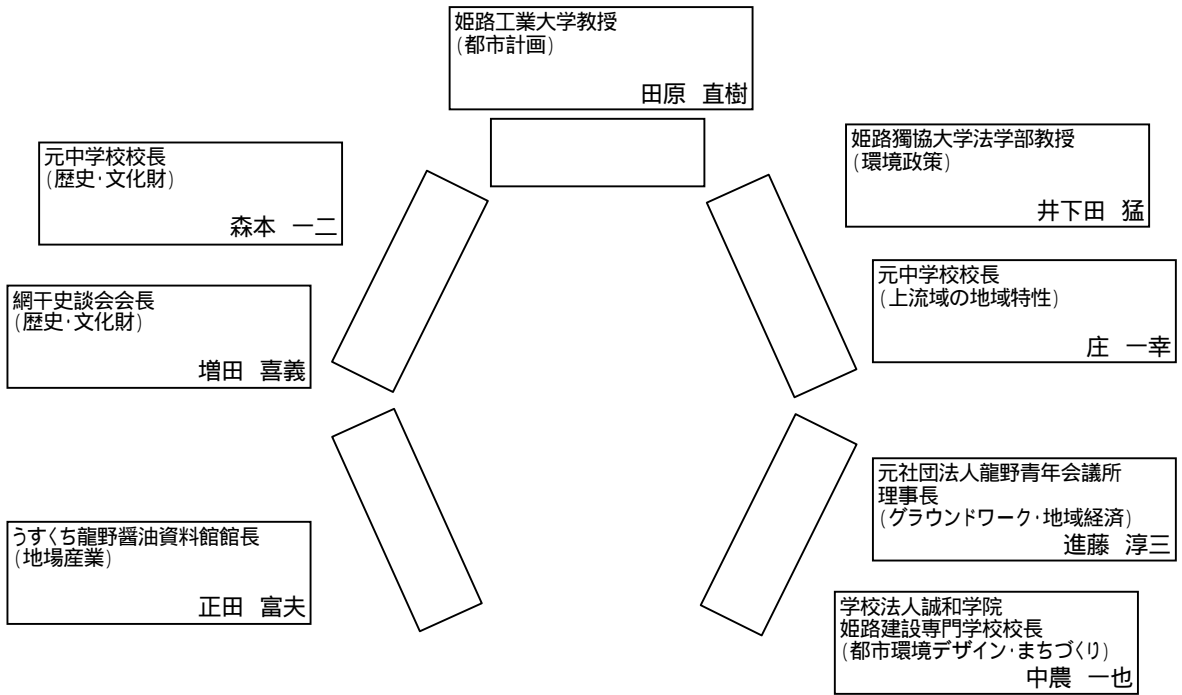 姫路工業大学教授
(都市計画)
田原 直樹
元中学校校長
(歴史・文化財)
森本 一二
網干史談会会長
(歴史・文化財)
増田 喜義
うすくち龍野醤油資料館館長
(地場産業)
正田 富夫
姫路獨協大学法学部教授
(環境政策)
井下田 猛
元中学校校長
(上流域の地域特性)
庄 一幸
元社団法人龍野青年会議所
理事長
(グラウンドワーク・地域経済)
進藤 淳三
学校法人誠和学院
姫路建設専門学校校長
(都市環境デザイン・まちづくり)
中農 一也